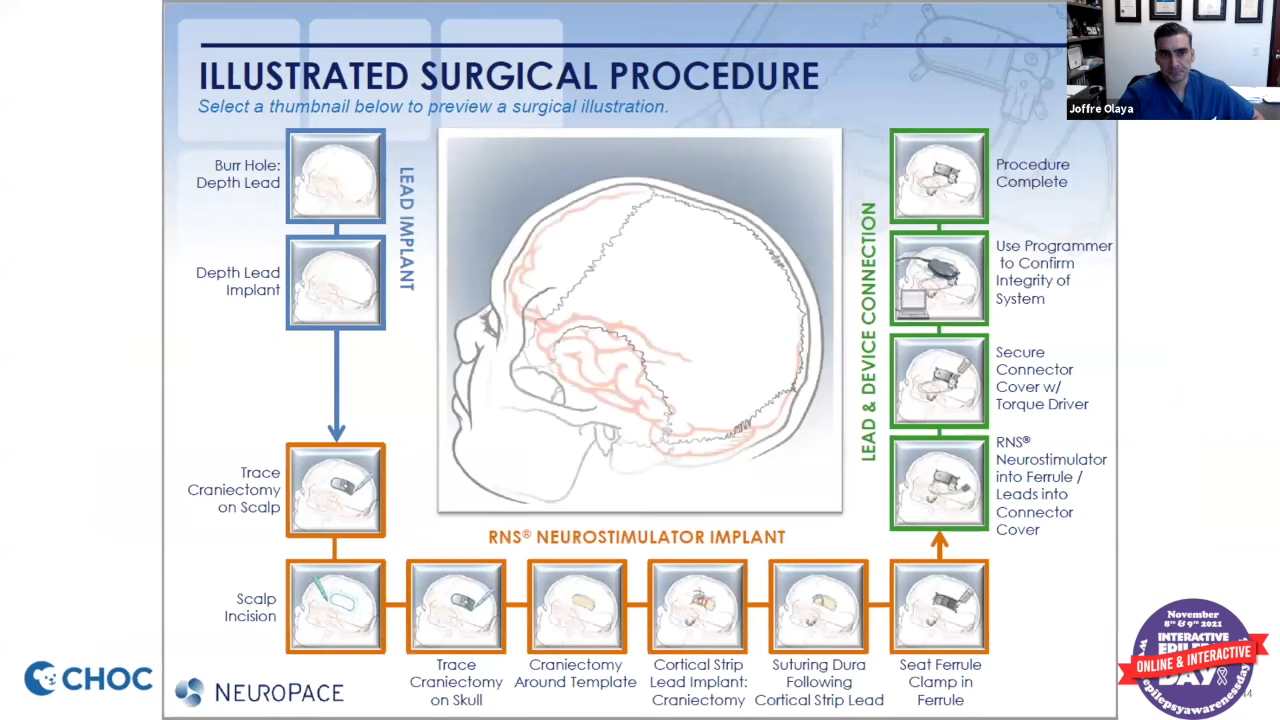 ILLUSTRATED SURGICAL PROCEDURE
Select a thumbnail below to preview a surgical illustration.
Joffre Olaya
Burr Hole:
Depth Lead
Depth Lead
Implant
LEAD IMPLANT
Trace
Craniectomy
on Scalp
Scalp
Incision
RNS® NEUROSTIMULATOR IMPLANT
Trace
Craniectomy
on Skull
Craniectomy
Around Template
Cortical Strip
Lead Implant:
Craniectomy
Suturing Dura
Following
Cortical Strip Lead
Seat Ferrule
Clamp in
Ferrule
LEAD & DEVICE CONNECTION
Procedure
Complete
Use Programmer
to Confirm
Integrity of
System
Secure
Connector
Cover w/
Torque Driver
RNS®
Neurostimulator
into Ferrule /
Leads into
Connector
Cover
CHOC
NEUROPACE
November
8th & 9th 2021
INTERACTIVE
ONLINE & INTERACTIVE
DAY
epilepsyawarenessday